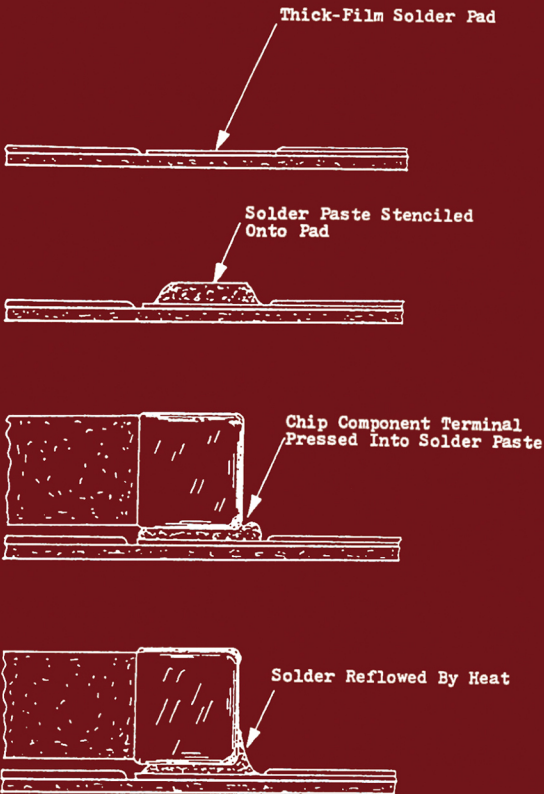 Thick-Film Solder Pad
Solder Paste Stenciled
Onto Pad
Chip Component Terminal
Pressed Into Solder Paste
Solder Reflowed By Heat